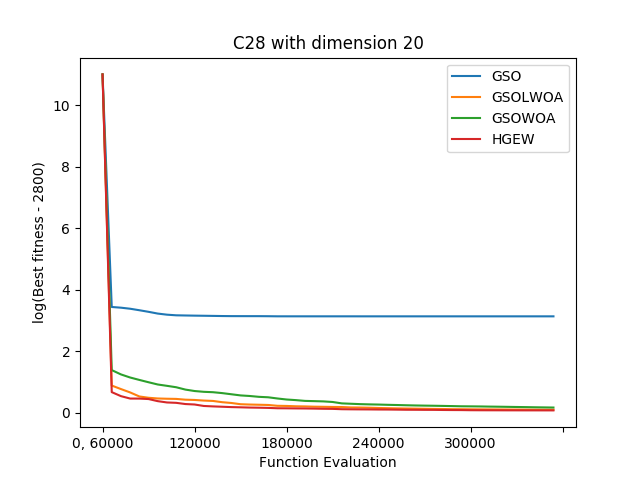 C28 with dimension 20
GSO
GSOLWOA
GSOWOA
HGEW
10
8
6
4
2
0
log(Best fitness - 2800)
0, 60000 120000 180000 240000 300000
Function Evaluation